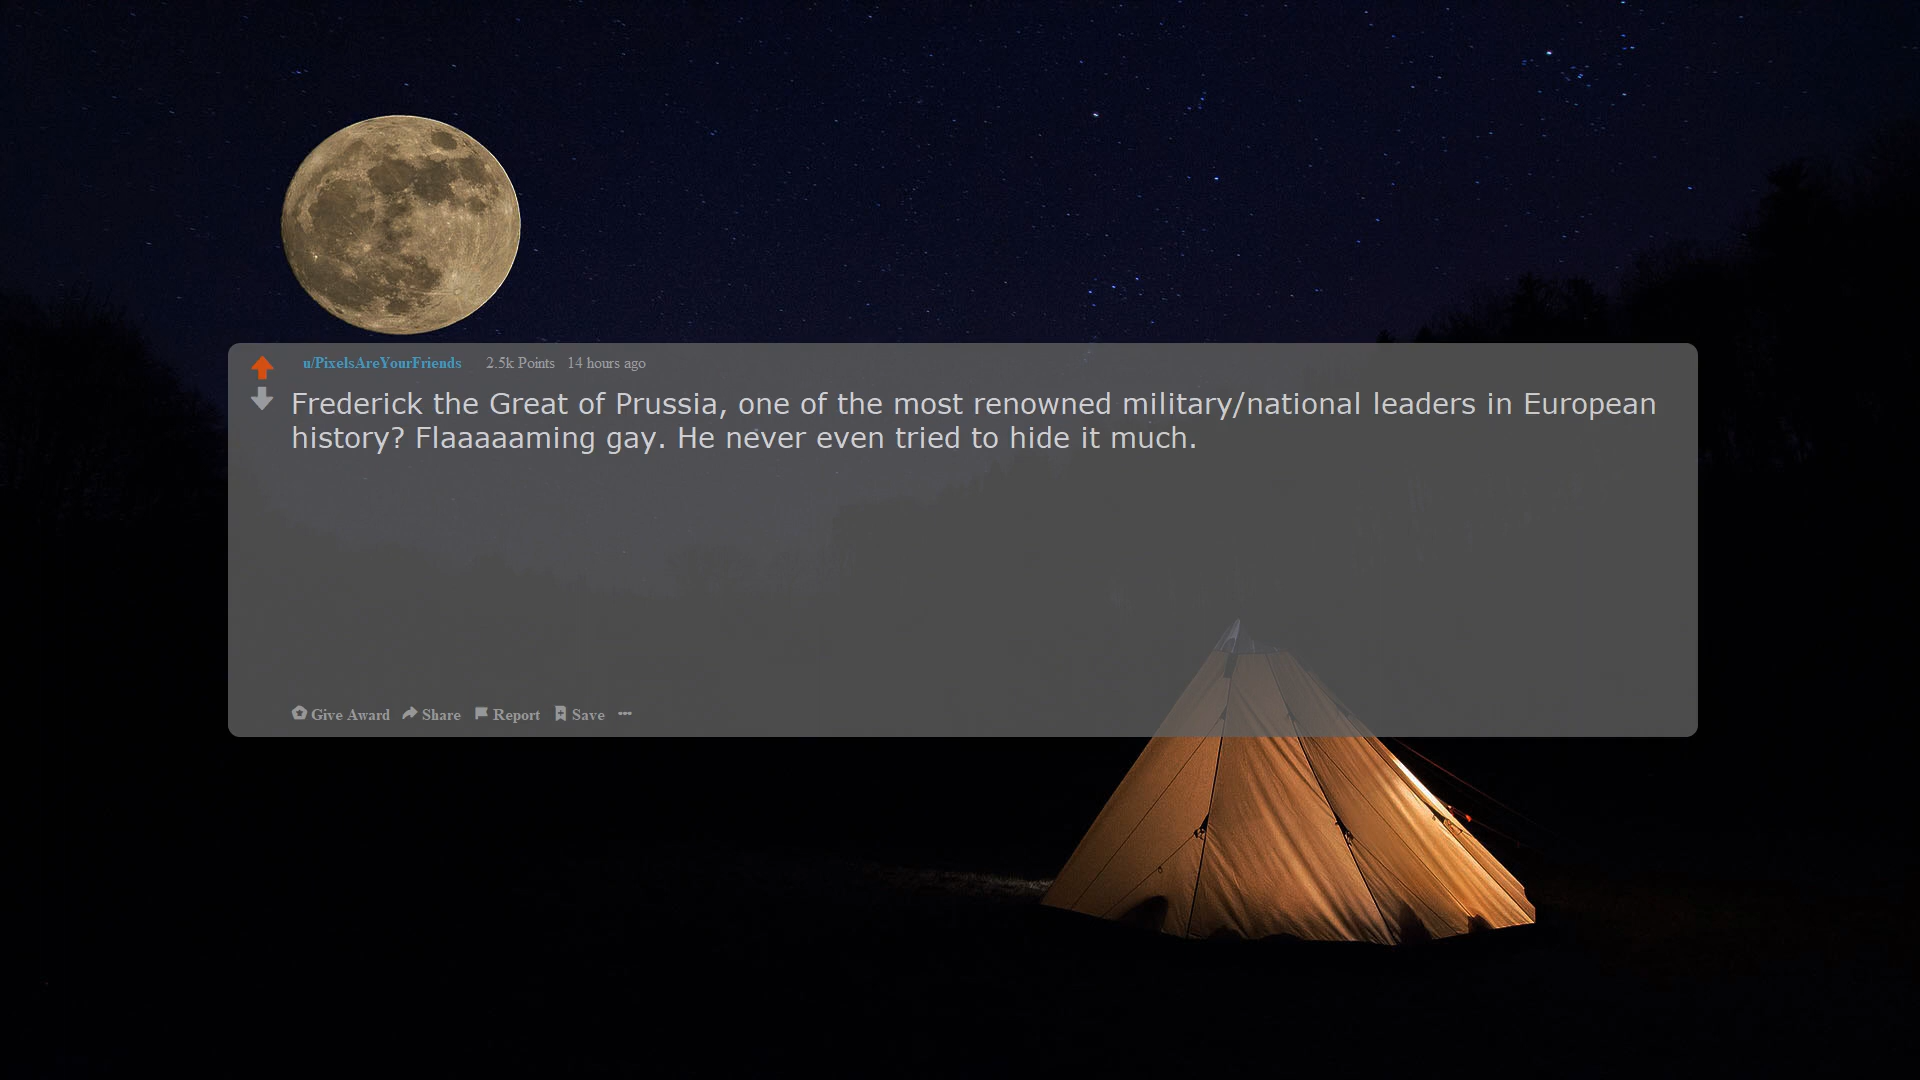 u/PixelsAreYourFriends 2.5k Points 14 hours ago
Frederick the Great of Prussia, one of the most renowned military/national leaders in European
history? Flaaaaaming gay. He never even tried to hide it much.
Give Award Share Report Save